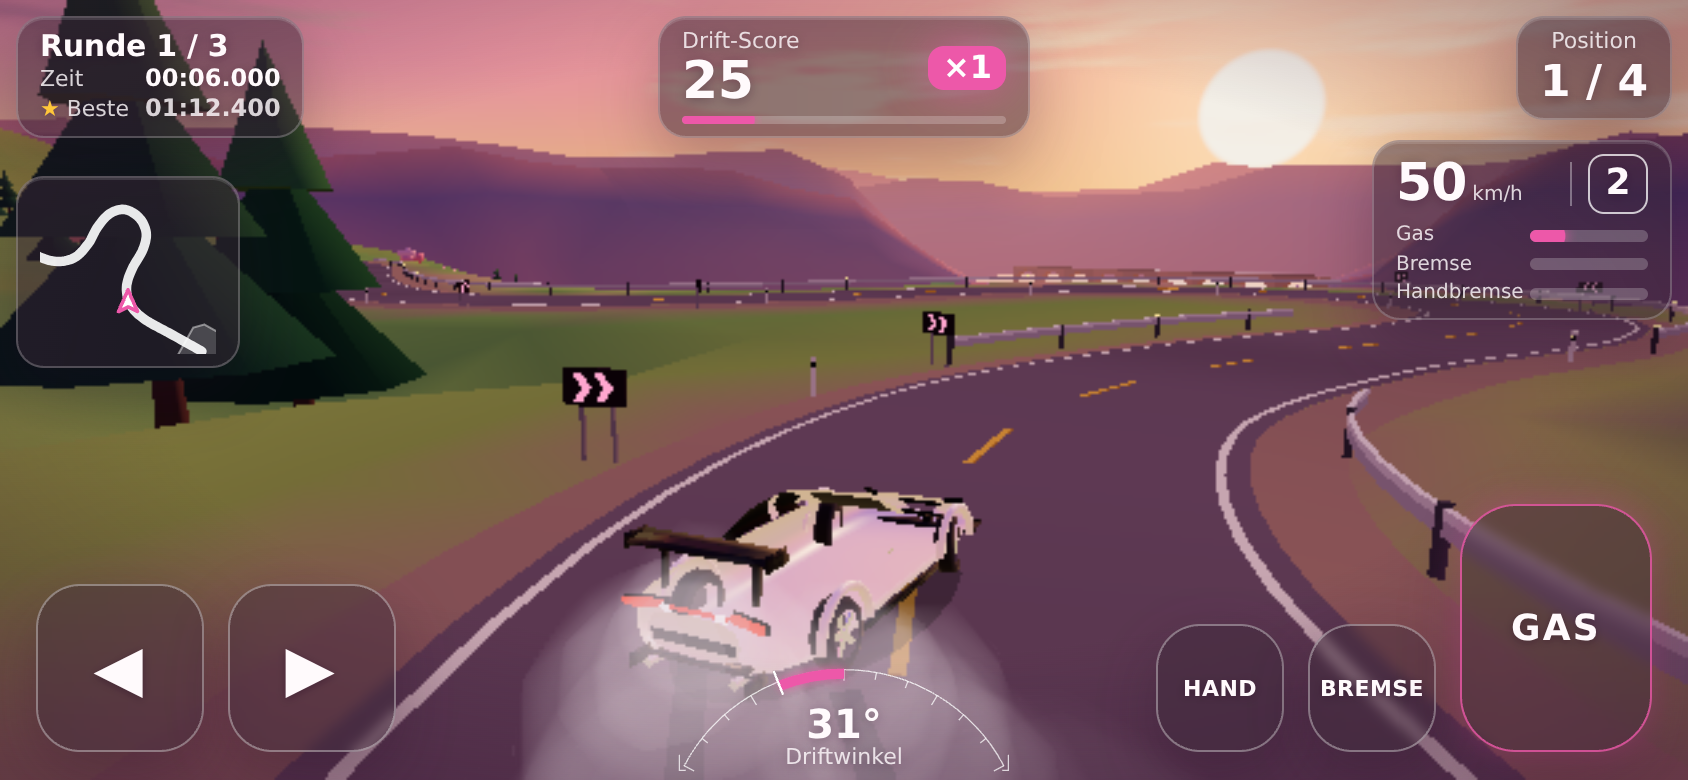 Runde 1 / 3
Zeit 00:06.000
★ Beste 01:12.400
Drift-Score
25
×1
Position
1 / 4
50 km/h 2
Gas
Bremse
Handbremse
◀ ▶
31°
Driftwinkel
HAND
BREMSE
GAS